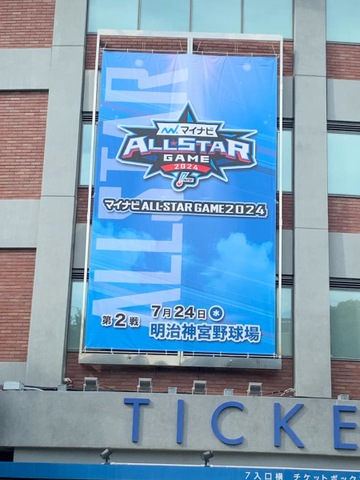 ALLSTAR
マイナビ
ALLSTAR
GAME
2024
マイナビ ALL-STAR GAME 2024
第2戦 7月24日(水)
明治神宮野球場
TICKE
7入口横 チケットボック